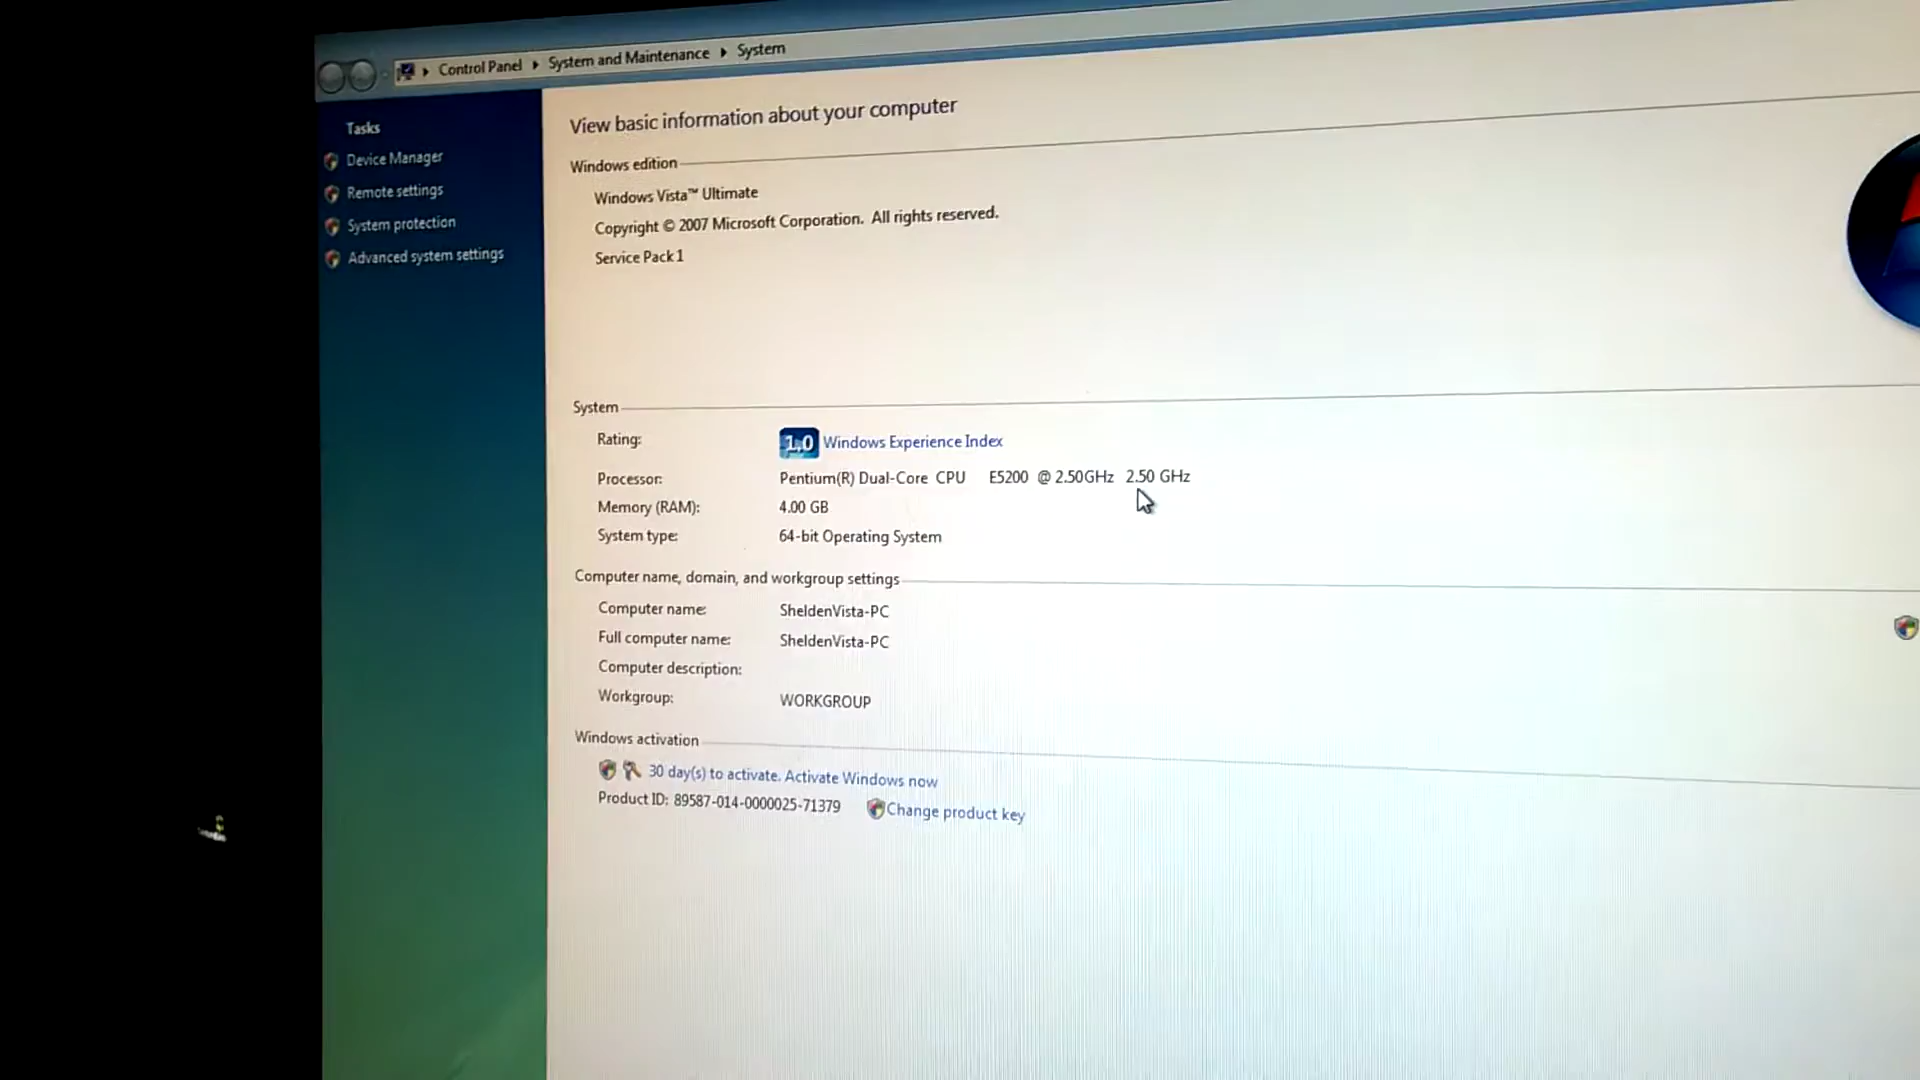 Control Panel ▸ System and Maintenance ▸ System
Tasks
Device Manager
Remote settings
System protection
Advanced system settings
View basic information about your computer
Windows edition
Windows Vista™ Ultimate
Copyright © 2007 Microsoft Corporation. All rights reserved.
Service Pack 1
System
Rating: 1.0 Windows Experience Index
Processor: Pentium(R) Dual-Core CPU E5200 @ 2.50GHz 2.50 GHz
Memory (RAM): 4.00 GB
System type: 64-bit Operating System
Computer name, domain, and workgroup settings
Computer name: SheldenVista-PC
Full computer name: SheldenVista-PC
Computer description:
Workgroup: WORKGROUP
Windows activation
30 day(s) to activate. Activate Windows now
Product ID: 89587-014-0000025-71379 Change product key